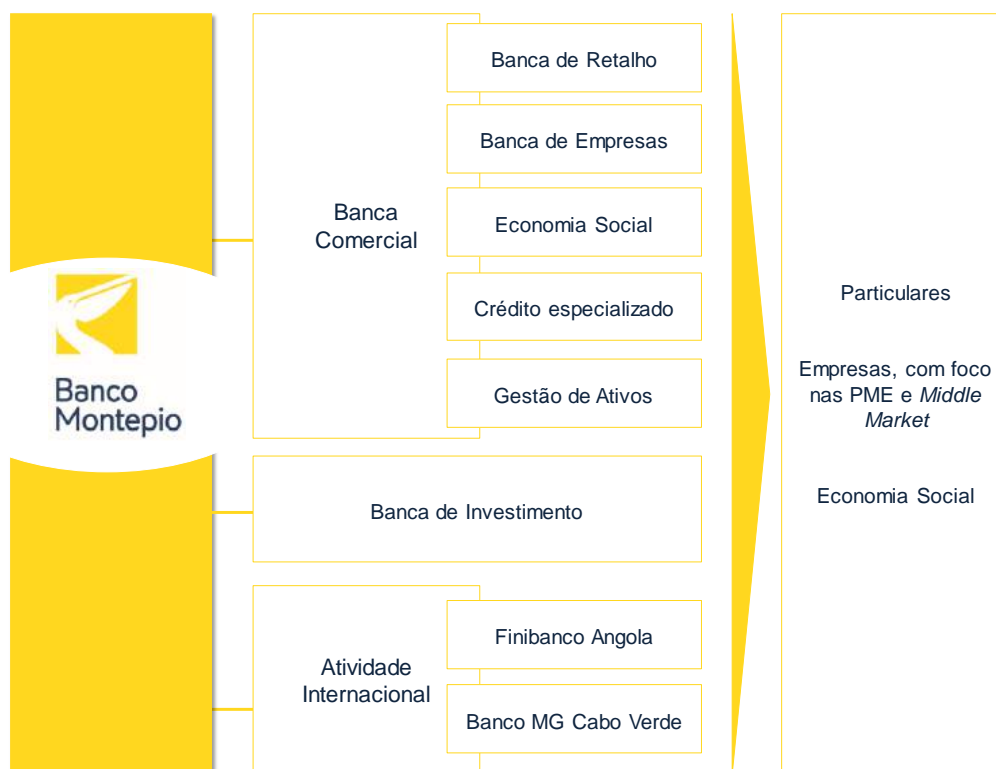 Banco
Montepio
Banca
Comercial
Banca de Retalho
Banca de Empresas
Economia Social
Crédito especializado
Gestão de Ativos
Banca de Investimento
Atividade
Internacional
Finibanco Angola
Banco MG Cabo Verde
Particulares
Empresas, com foco
nas PME e Middle
Market
Economia Social